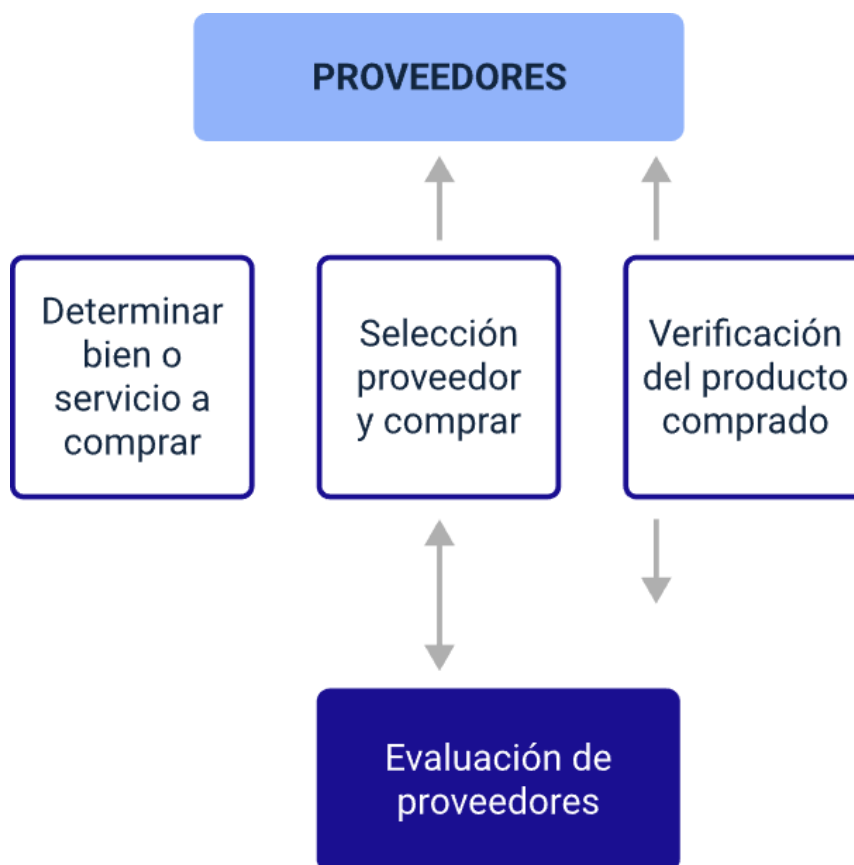 PROVEEDORES
Determinar
bien o
servicio a
comprar
Selección
proveedor
y comprar
Verificación
del producto
comprado
Evaluación de
proveedores